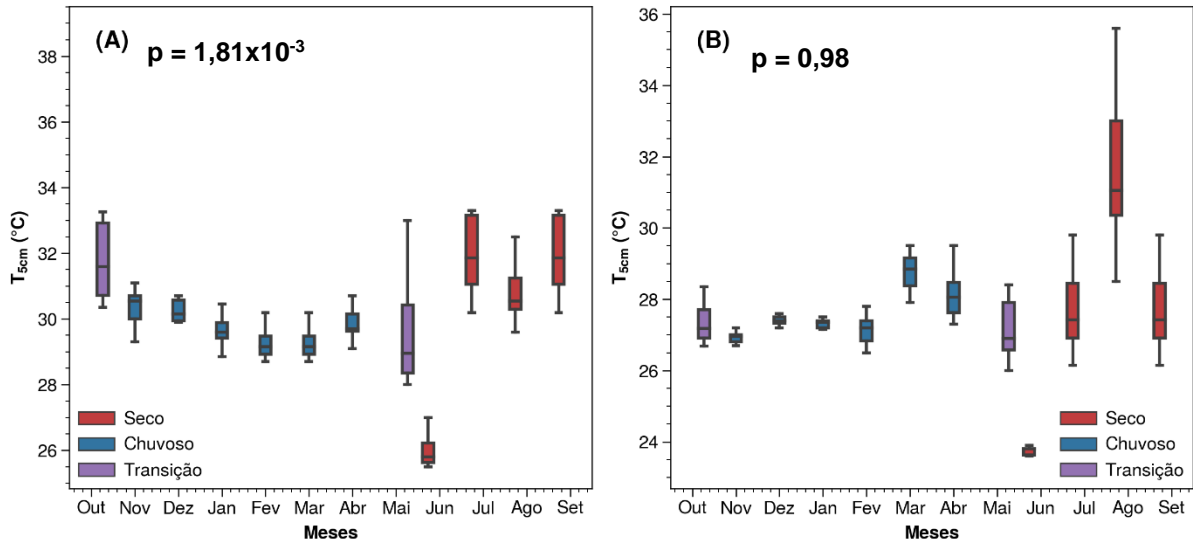 (A)
p = 1,81x10⁻³
T5cm (°C)
38
36
34
32
30
28
26
Seco
Chuvoso
Transição
Out Nov Dez Jan Fev Mar Abr Mai Jun Jul Ago Set
Meses
(B)
p = 0,98
T5cm (°C)
36
34
32
30
28
26
24
Seco
Chuvoso
Transição
Out Nov Dez Jan Fev Mar Abr Mai Jun Jul Ago Set
Meses